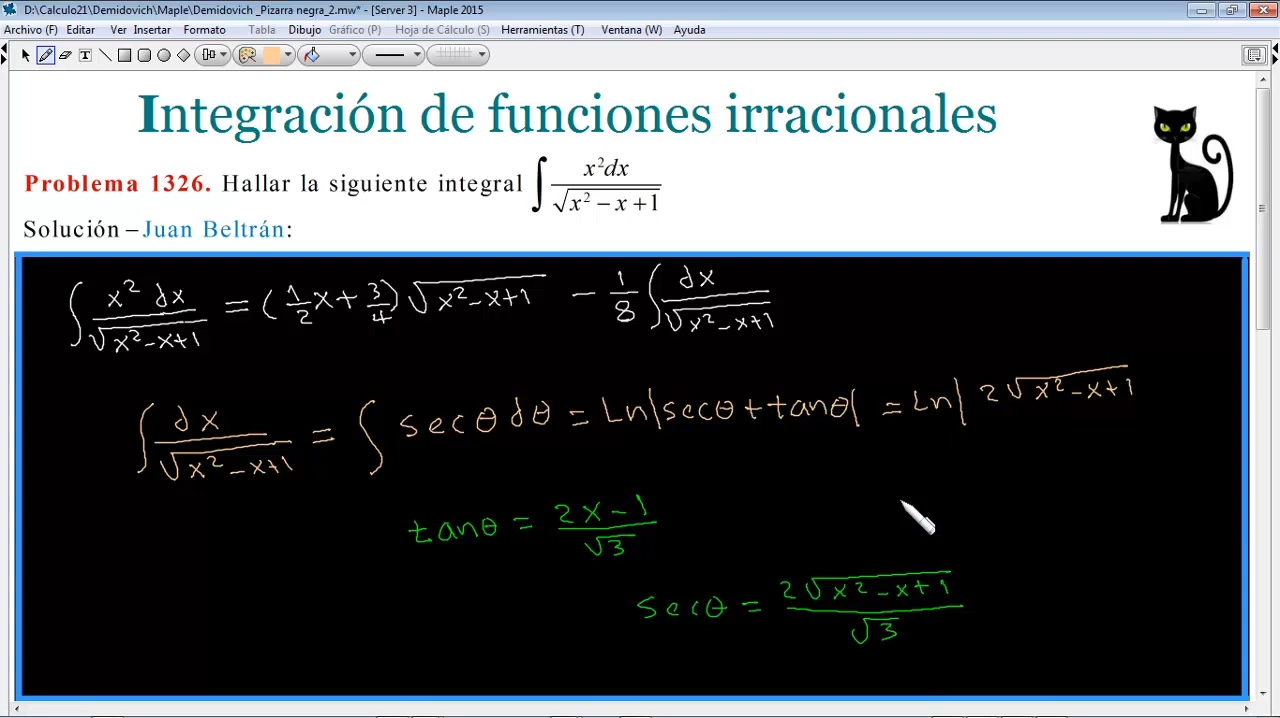 D:\Calculo21\Demidovich\Maple\Demidovich _Pizarra negra_2.mw* - [Server 3] - Maple 2015
Archivo (F) Editar Ver Insertar Formato Tabla Dibujo Gráfico (P) Hoja de Cálculo (S) Herramientas (T) Ventana (W) Ayuda
Integración de funciones irracionales
Problema 1326. Hallar la siguiente integral ∫ x²dx / √(x² − x + 1)
Solución – Juan Beltrán:
∫ x² dx / √(x²-x+1) = (1/2 x + 3/4) √(x²-x+1) - 1/8 ∫ dx / √(x²-x+1)
∫ dx / √(x²-x+1) = ∫ secθ dθ = Ln|secθ + tanθ| = Ln| 2√(x²-x+1)
tanθ = (2x - 1) / √3
secθ = 2√(x²-x+1) / √3